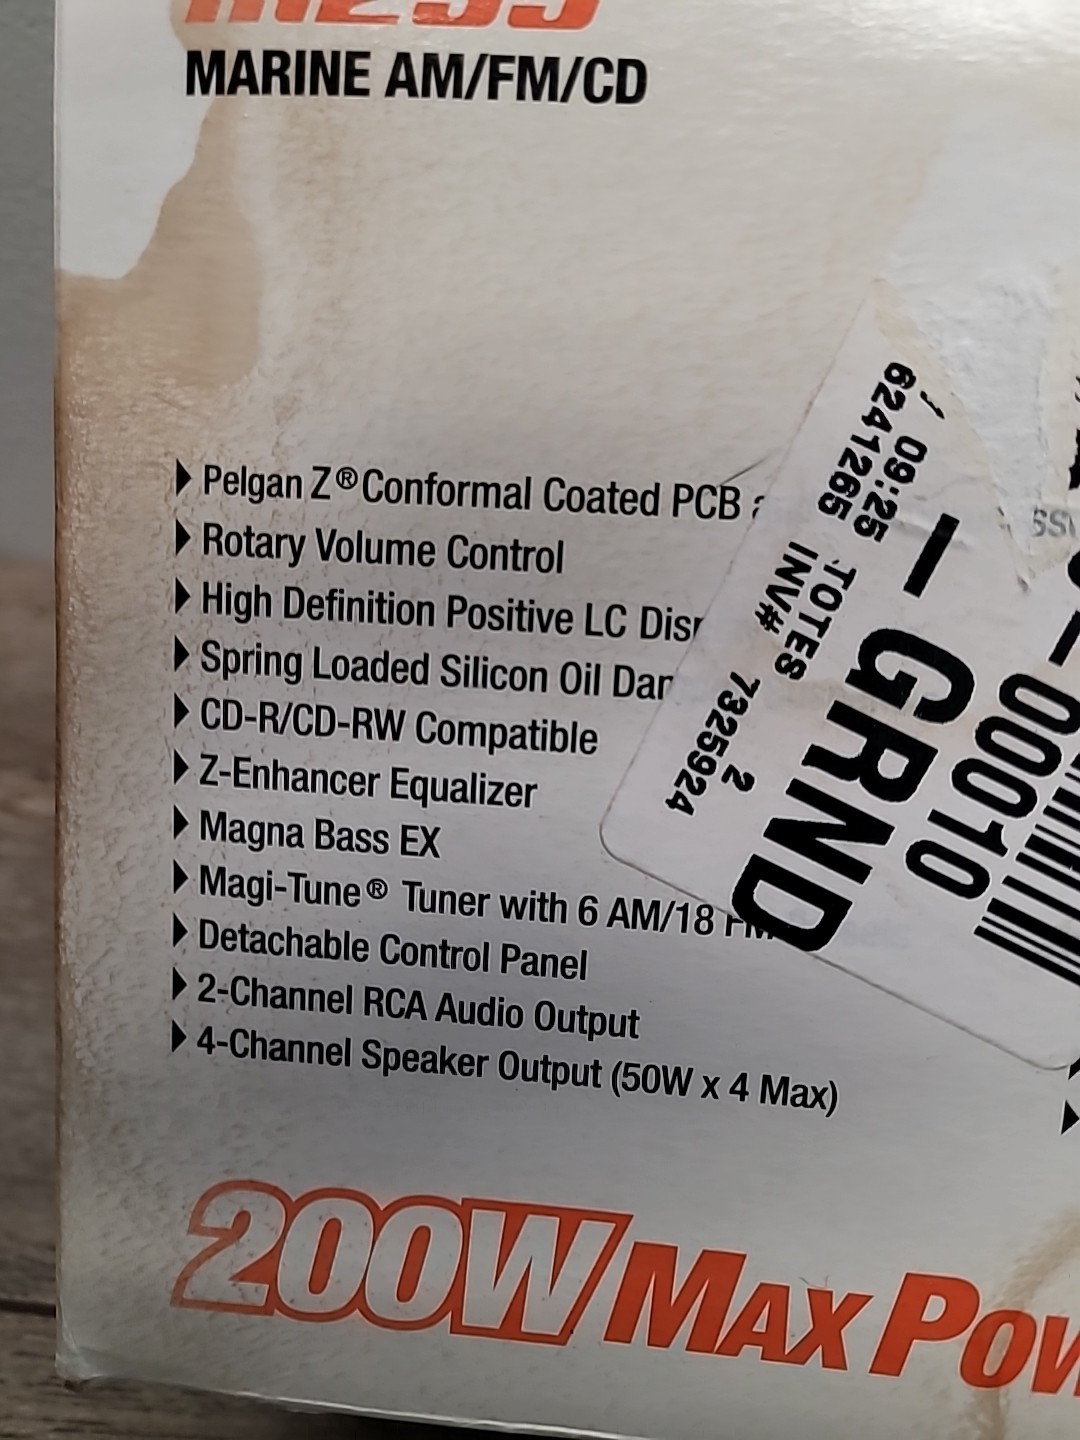 MARINE AM/FM/CD
Pelgan Z® Conformal Coated PCB
Rotary Volume Control
High Definition Positive LC
Spring Loaded Silicon Oil
CD-R/CD-RW Compatible
Z-Enhancer Equalizer
Magna Bass EX
Magi-Tune® Tuner with 6 AM/18
Detachable Control Panel
2-Channel RCA Audio Output
4-Channel Speaker Output (50W x 4 Max)
200W MAX
6241265 INV# 7325924
09:25 TOTES 2
- GRND
00010